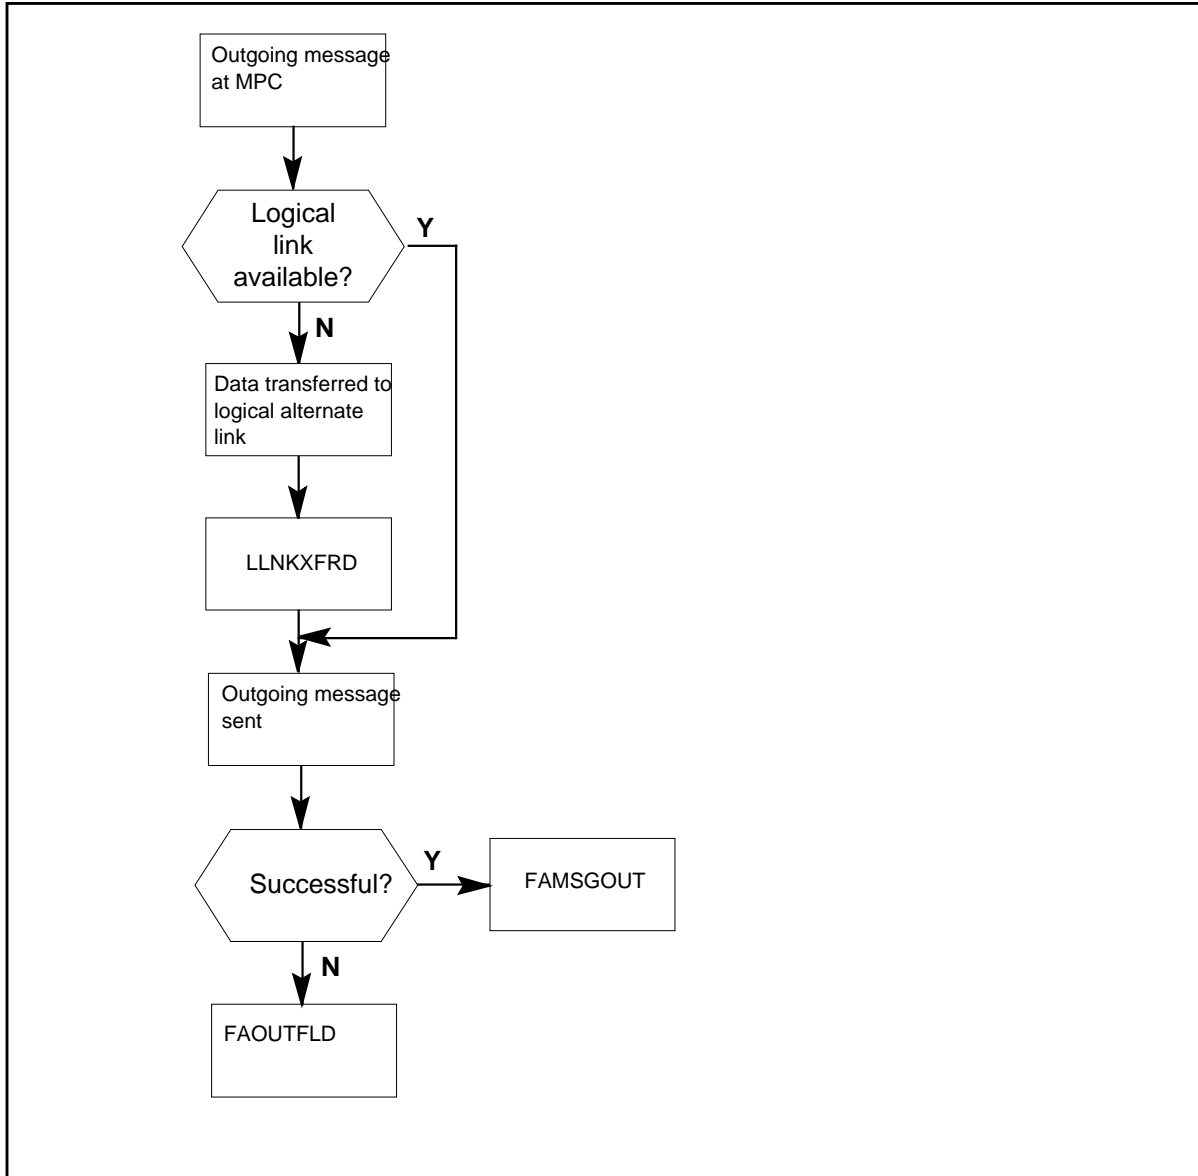 Outgoing message
at MPC
Logical
link
available?
Y
N
Data transferred to
logical alternate
link
LLNKXFRD
Outgoing message
sent
Successful?
Y
FAMSGOUT
N
FAOUTFLD